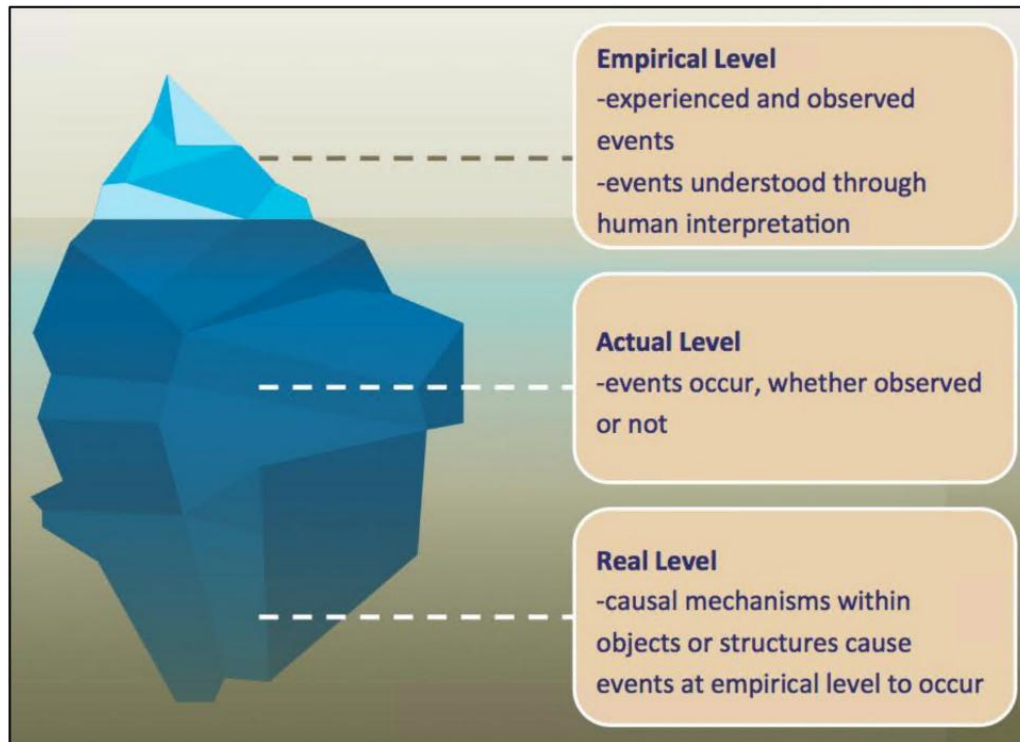 Empirical Level
-experienced and observed
events
-events understood through
human interpretation
Actual Level
-events occur, whether observed
or not
Real Level
-causal mechanisms within
objects or structures cause
events at empirical level to occur